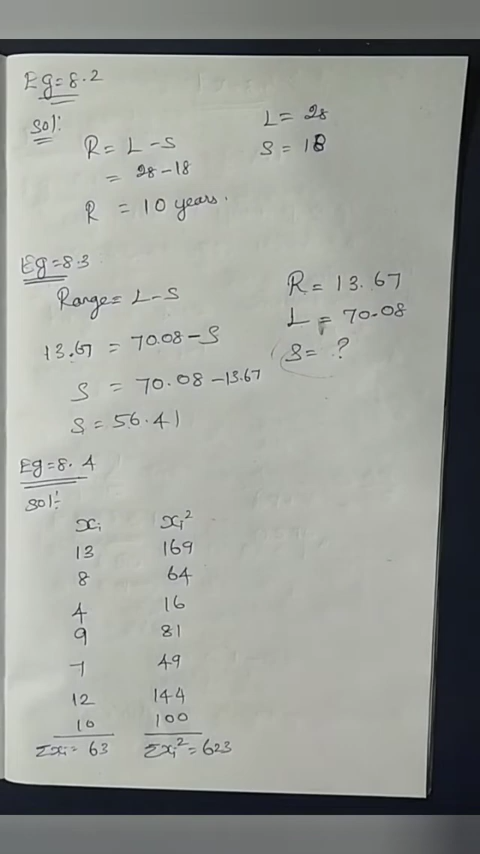 Eg=8.2
Sol:
L = 28
R = L-S
S = 18
= 28-18
R = 10 years.
Eg=8.3
Range = L-S
R = 13.67
L = 70.08
13.67 = 70.08-S
S = ?
S = 70.08-13.67
S = 56.41
Eg=8.4
Sol:
xi xi²
13 169
8 64
4 16
9 81
7 49
12 144
10 100
Σxi = 63 Σxi² = 623